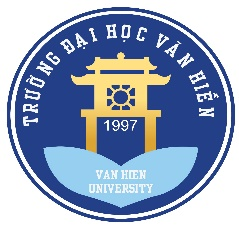 TRƯỜNG ĐẠI HỌC VĂN HIẾN
1997
VAN HIEN
UNIVERSITY